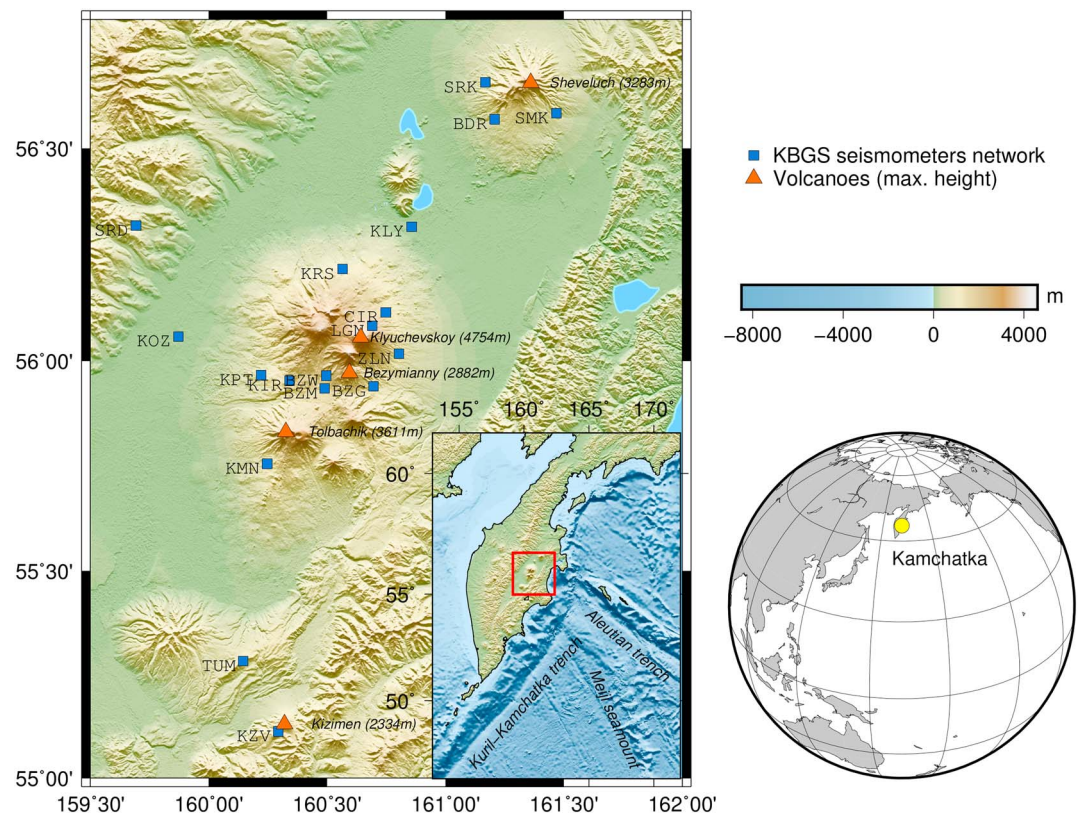 SRK
Sheveluch (3283m)
BDR
SMK
56°30'
KBGS seismometers network
Volcanoes (max. height)
SRD
KLY
KRS
CIR
LGN
Klyuchevskoy (4754m)
KOZ
ZLN
56°00'
m
−8000
−4000
0
4000
KPT
KIR
BZW
Bezymianny (2882m)
BZM
BZG
155˚
160˚
165˚
170˚
Tolbachik (3611m)
KMN
60˚
Kamchatka
55°30'
55˚
Aleutian trench
Kuril−Kamchatka trench
Meiji seamount
TUM
50˚
Kizimen (2334m)
KZV
55°00'
159°30'
160°00'
160°30'
161°00'
161°30'
162°00'